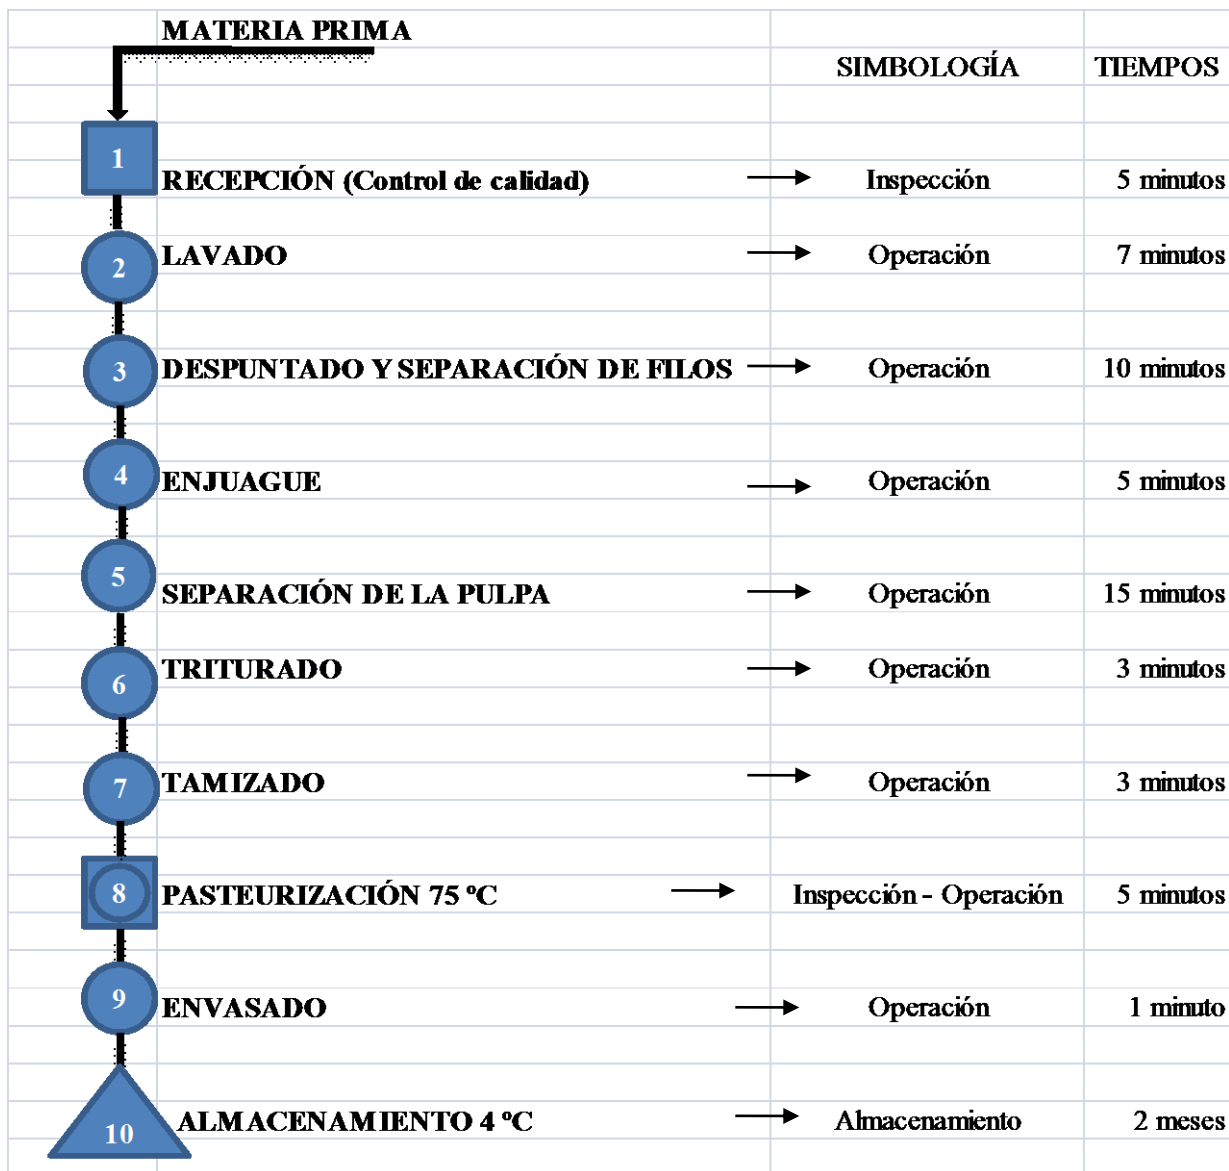 MATERIA PRIMA
SIMBOLOGÍA TIEMPOS
1 RECEPCIÓN (Control de calidad) Inspección 5 minutos
2 LAVADO Operación 7 minutos
3 DESPUNTADO Y SEPARACIÓN DE FILOS Operación 10 minutos
4 ENJUAGUE Operación 5 minutos
5 SEPARACIÓN DE LA PULPA Operación 15 minutos
6 TRITURADO Operación 3 minutos
7 TAMIZADO Operación 3 minutos
8 PASTEURIZACIÓN 75 ºC Inspección - Operación 5 minutos
9 ENVASADO Operación 1 minuto
10 ALMACENAMIENTO 4 ºC Almacenamiento 2 meses